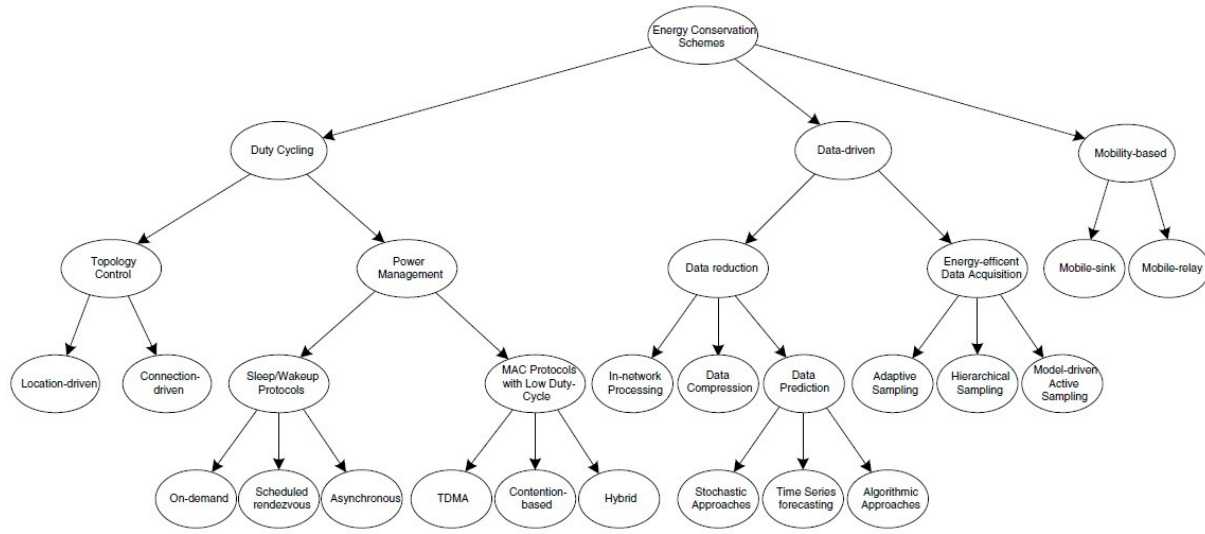 Energy Conservation
Schemes
Duty Cycling
Data-driven
Mobility-based
Topology
Control
Power
Management
Data reduction
Energy-efficent
Data Acquisition
Mobile-sink
Mobile-relay
Location-driven
Connection-
driven
Sleep/Wakeup
Protocols
MAC Protocols
with Low Duty-
Cycle
In-network
Processing
Data
Compression
Data
Prediction
Adaptive
Sampling
Hierarchical
Sampling
Model-driven
Active
Sampling
On-demand
Scheduled
rendezvous
Asynchronous
TDMA
Contention-
based
Hybrid
Stochastic
Approaches
Time Series
forecasting
Algorithmic
Approaches